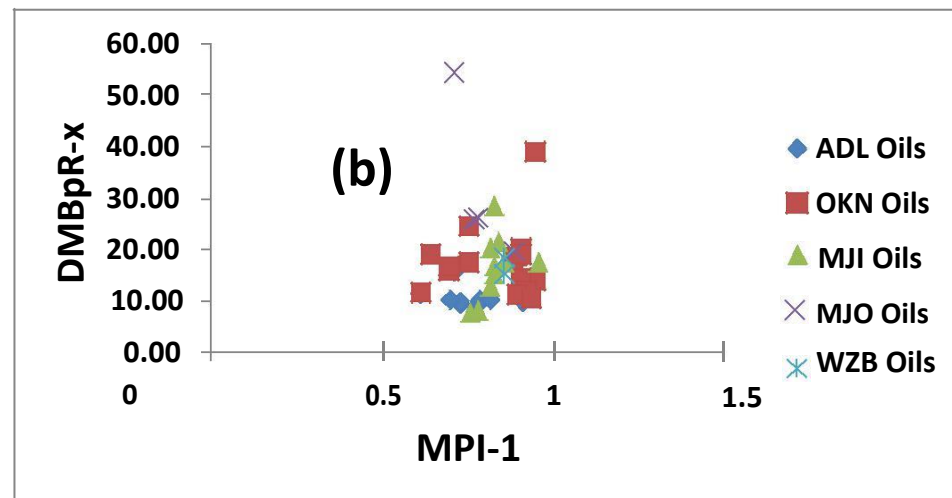 60.00
50.00
40.00
30.00
20.00
10.00
0.00
DMBpR-x
(b)
0
0.5
1
1.5
MPI-1
ADL Oils
OKN Oils
MJI Oils
MJO Oils
WZB Oils